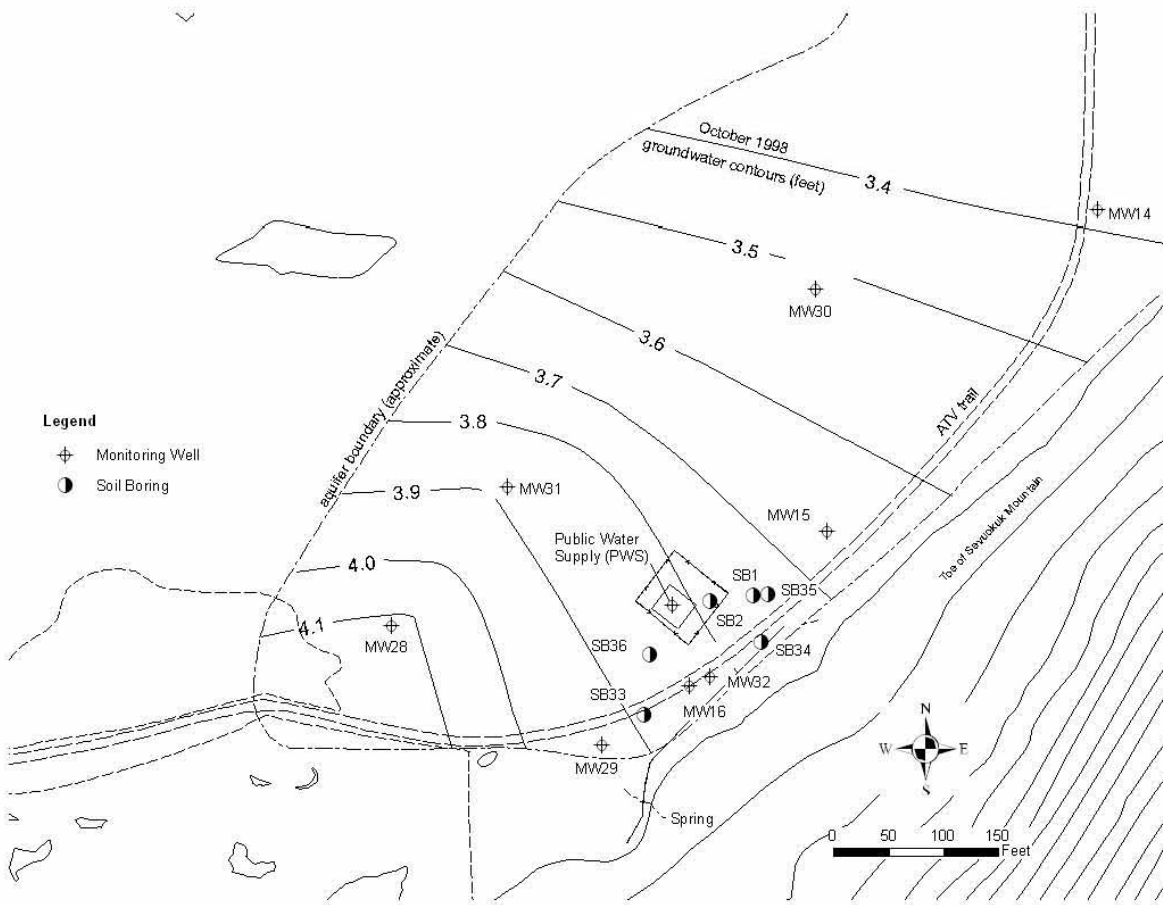 October 1998
groundwater contours (feet)
3.4
MW14
3.5
MW30
3.6
3.7
aquifer boundary (approximate)
3.8
ATV trail
Legend
Monitoring Well
Soil Boring
MW31
3.9
MW15
Toe of Sevuokuk Mountain
Public Water
Supply (PWS)
4.0
SB1
SB35
SB2
4.1
MW28
SB36
SB34
MW32
SB33
MW16
MW29
N
W
E
S
Spring
0 50 100 150
Feet